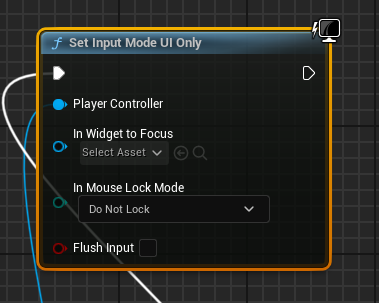 Set Input Mode UI Only
Player Controller
In Widget to Focus
Select Asset
In Mouse Lock Mode
Do Not Lock
Flush Input